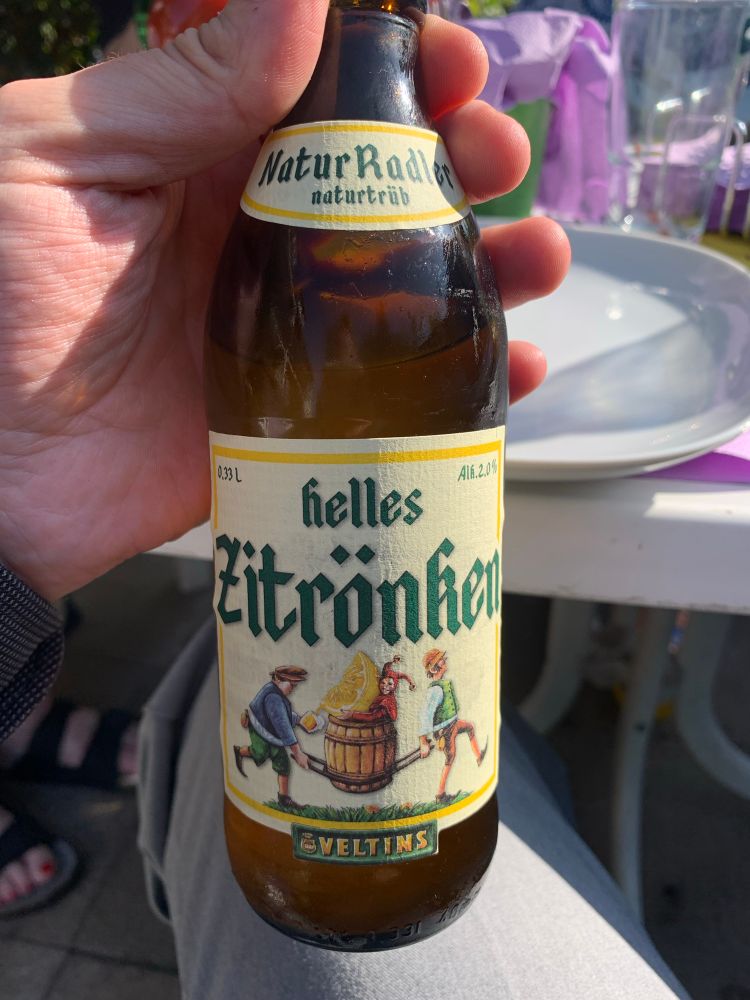 NaturRadler
naturtrüb
0,33 L
Alk.2.0%
helles
Zitrönken
VELTINS